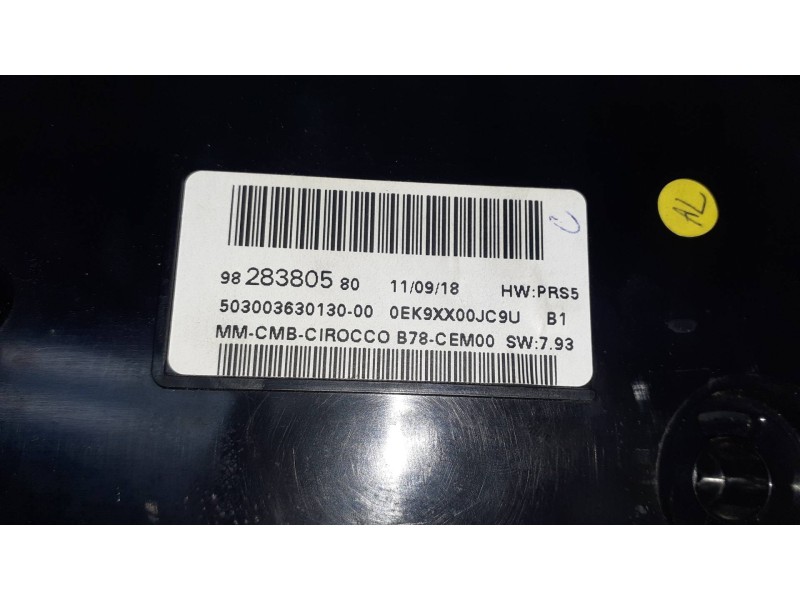 98 283805 80 11/09/18 HW:PRS5
503003630130-00 0EK9XX00JC9U B1
MM-CMB-CIROCCO B78-CEM00 SW:7.93
AL